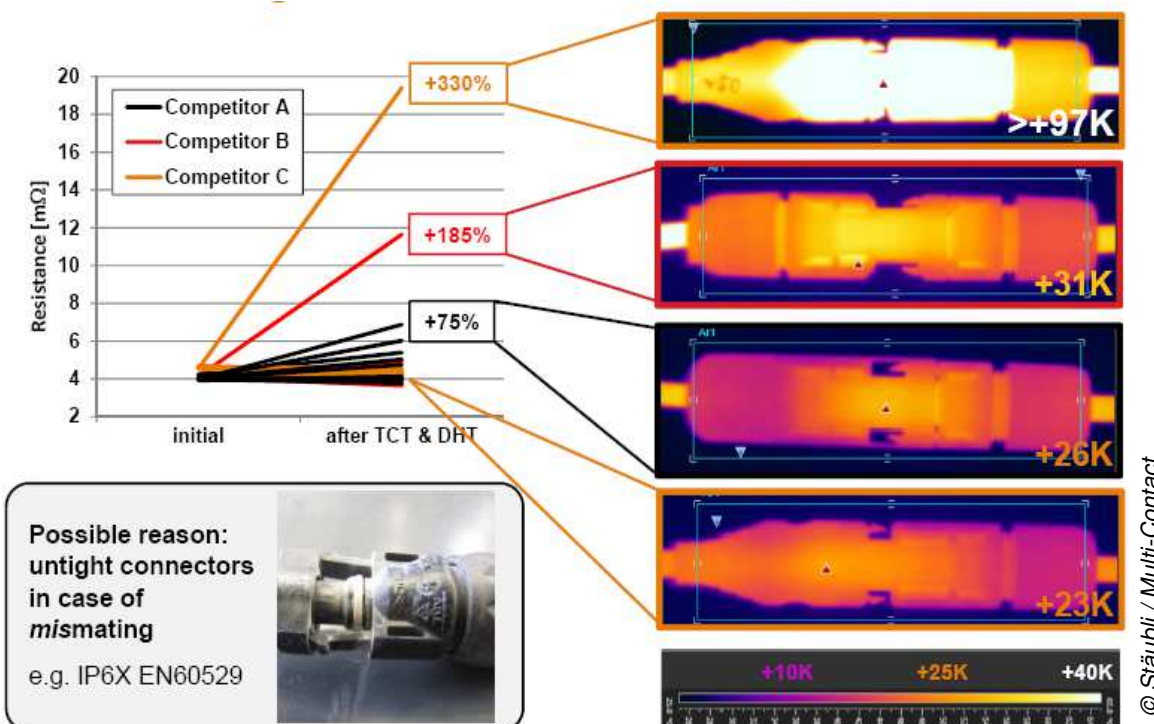 20
18
16
14
12
10
8
6
4
2
Resistance [mΩ]
Competitor A
Competitor B
Competitor C
initial
after TCT & DHT
+330%
+185%
+75%
>+97K
+31K
+26K
+23K
+10K
+25K
+40K
Possible reason:
untight connectors
in case of
mismating
e.g. IP6X EN60529
© Stäubli / Multi-Contact